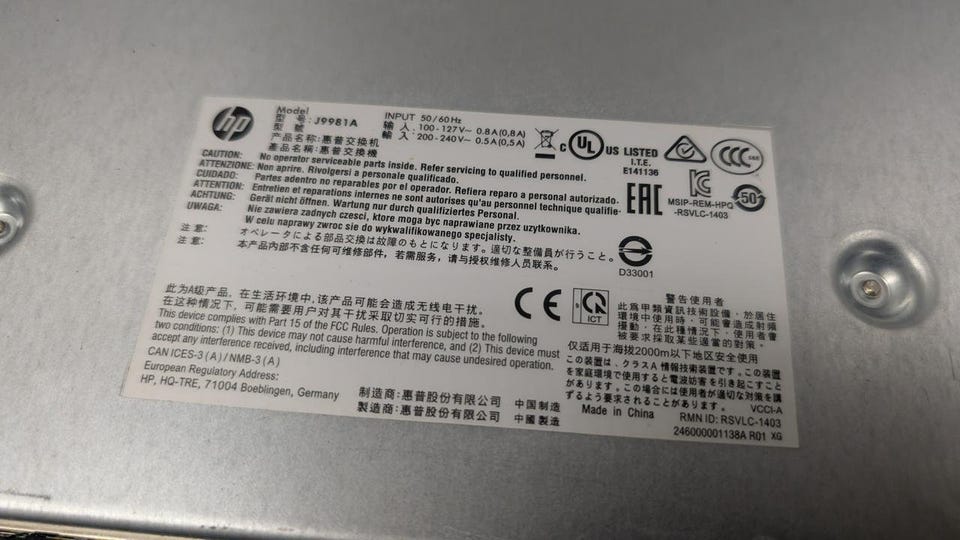 hp
Model
型号 : J9981A
型號
产品名称:惠普交换机
產品名稱:惠普交換機
INPUT 50/60Hz
输入. 100-127V~ 0.8A(0,8A)
輸入 200-240V~ 0.5A(0,5A)
C UL US LISTED
I.T.E.
E141136
CAUTION: No operator serviceable parts inside. Refer servicing to qualified personnel.
ATTENZIONE: Non aprire. Rivolgersi a personale qualificato.
CUIDADO: Partes adentro no reparables por el operador. Refiera reparo a personal autorizado.
ATTENTION: Entretien et reparations internes ne sont autorises qu'au personnel technique qualifie-
ACHTUNG: Gerät nicht öffnen. Wartung nur durch qualifiziertes Personal.
UWAGA: Nie zawiera zadnych czesci, ktore moga byc naprawiane przez uzytkownika.
W celu naprawy zwroc sie do wykwalifikowanego specjalisty.
注意: オペレータによる部品交換は故障のもとになります。適切な整備員が行うこと。
注意: 本产品内部不含任何可维修部件,若需服务,请与授权维修人员联系。
EAC
MSIP-REM-HPQ
-RSVLC-1403
50
D33001
此为A级产品,在生活环境中,该产品可能会造成无线电干扰。
在这种情况下,可能需要用户对其干扰采取切实可行的措施。
This device complies with Part 15 of the FCC Rules. Operation is subject to the following
two conditions: (1) This device may not cause harmful interference, and (2) This device must
accept any interference received, including interference that may cause undesired operation.
CAN ICES-3 (A) / NMB-3 (A)
European Regulatory Address:
HP, HQ-TRE, 71004 Boeblingen, Germany
制造商:惠普股份有限公司 中国制造
製造商:惠普股份有限公司 中國製造
CE
ICT
警告使用者
此為甲類資訊技術設備,於居住
環境中使用時,可能會造成射頻
擾動,在此種情況下,使用者會
被要求採取某些適當的對策。
仅适用于海拔2000m以下地区安全使用
この装置は、クラスA 情報技術装置です。この装置
を家庭環境で使用すると電波妨害を引き起こすこと
があります。この場合には使用者が適切な対策を講
ずるよう要求されることがあります。 VCCI-A
Made in China RMN ID: RSVLC-1403
246000001138A R01 XG